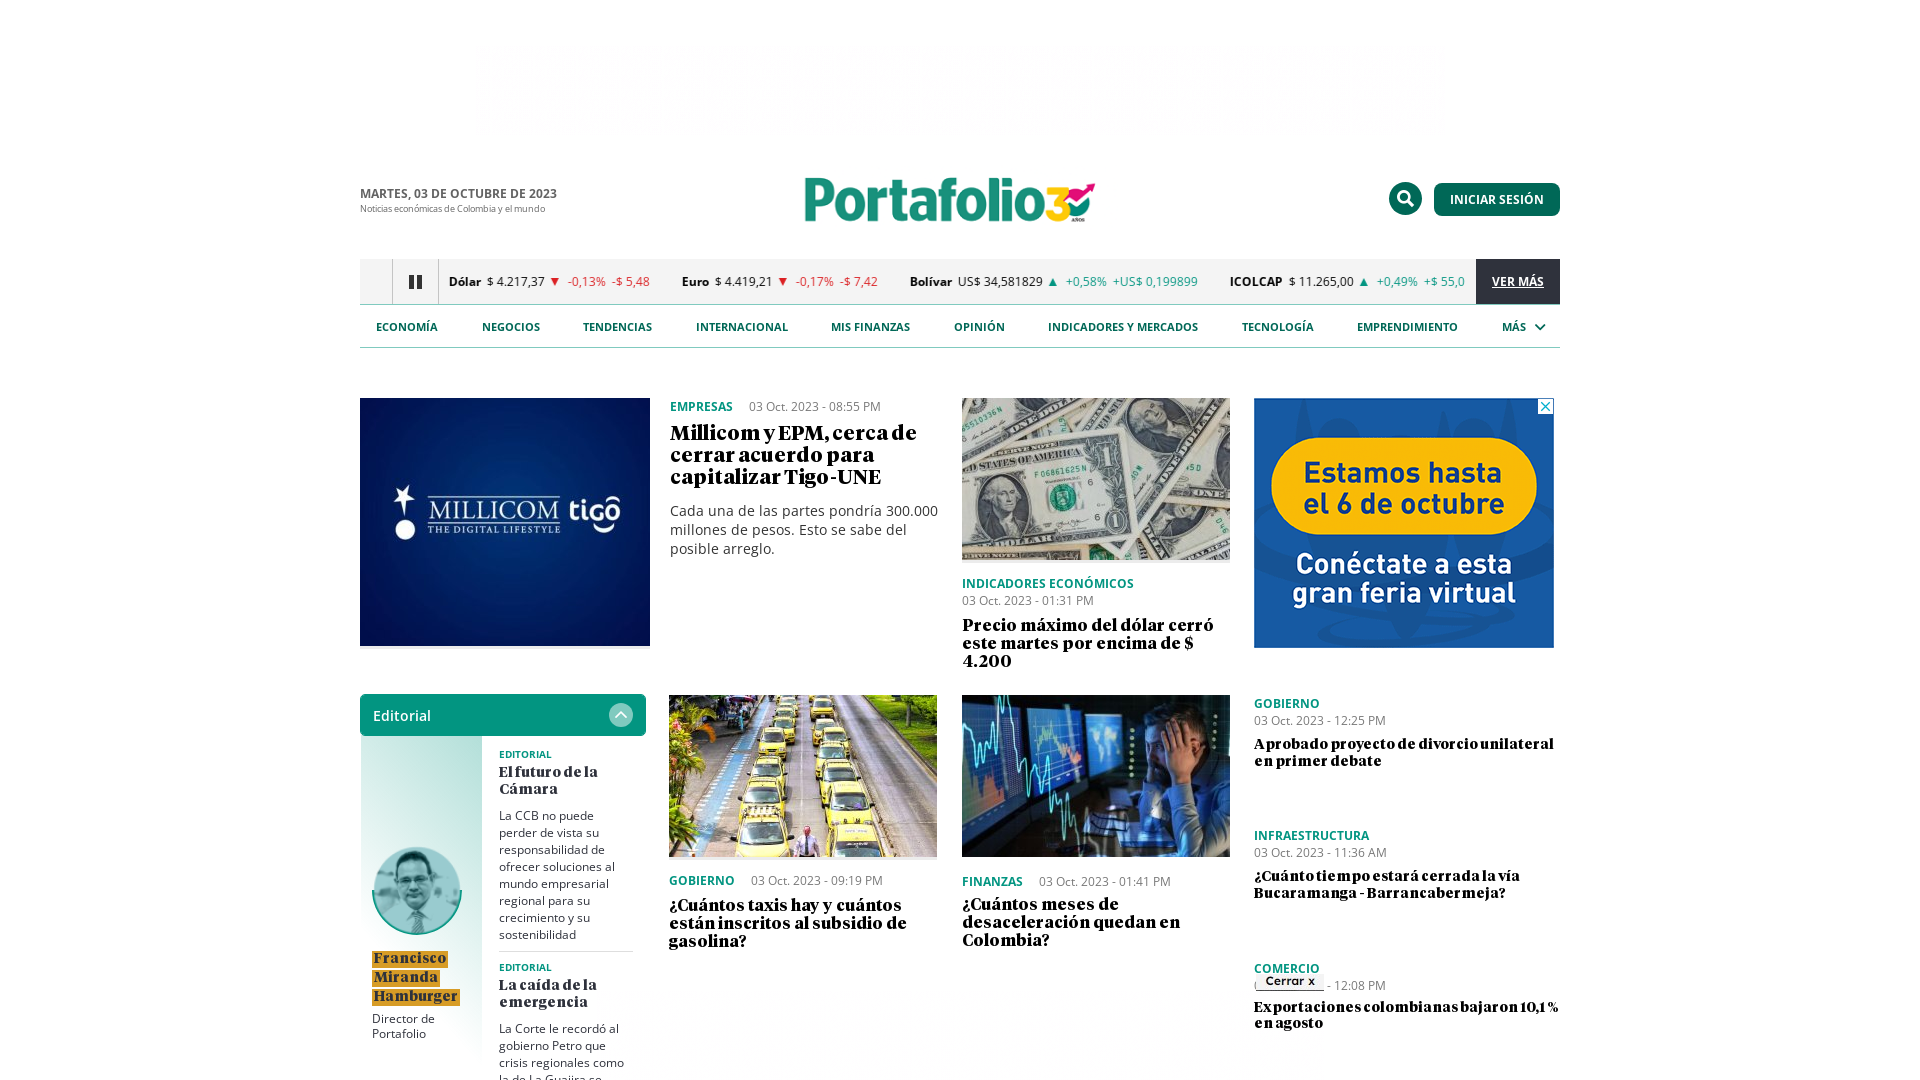 MARTES, 03 DE OCTUBRE DE 2023
Noticias económicas de Colombia y el mundo
Portafolio30
AÑOS
INICIAR SESIÓN
Dólar $ 4.217,37 ▼ -0,13% -$ 5,48 Euro $ 4.419,21 ▼ -0,17% -$ 7,42 Bolívar US$ 34,581829 ▲ +0,58% +US$ 0,199899 ICOLCAP $ 11.265,00 ▲ +0,49% +$ 55,0
VER MÁS
ECONOMÍA NEGOCIOS TENDENCIAS INTERNACIONAL MIS FINANZAS OPINIÓN INDICADORES Y MERCADOS TECNOLOGÍA EMPRENDIMIENTO MÁS
MILLICOM
THE DIGITAL LIFESTYLE
tigo
EMPRESAS 03 Oct. 2023 - 08:55 PM
Millicom y EPM, cerca de
cerrar acuerdo para
capitalizar Tigo-UNE
Cada una de las partes pondría 300.000
millones de pesos. Esto se sabe del
posible arreglo.
INDICADORES ECONÓMICOS
03 Oct. 2023 - 01:31 PM
Precio máximo del dólar cerró
este martes por encima de $
4.200
Estamos hasta
el 6 de octubre
Conéctate a esta
gran feria virtual
Editorial
Francisco
Miranda
Hamburger
Director de
Portafolio
EDITORIAL
El futuro de la
Cámara
La CCB no puede
perder de vista su
responsabilidad de
ofrecer soluciones al
mundo empresarial
regional para su
crecimiento y su
sostenibilidad
EDITORIAL
La caída de la
emergencia
La Corte le recordó al
gobierno Petro que
crisis regionales como
la de La Guajira se
GOBIERNO 03 Oct. 2023 - 09:19 PM
¿Cuántos taxis hay y cuántos
están inscritos al subsidio de
gasolina?
FINANZAS 03 Oct. 2023 - 01:41 PM
¿Cuántos meses de
desaceleración quedan en
Colombia?
GOBIERNO
03 Oct. 2023 - 12:25 PM
Aprobado proyecto de divorcio unilateral
en primer debate
INFRAESTRUCTURA
03 Oct. 2023 - 11:36 AM
¿Cuánto tiempo estará cerrada la vía
Bucaramanga - Barrancabermeja?
COMERCIO
Cerrar x
- 12:08 PM
Exportaciones colombianas bajaron 10,1 %
en agosto